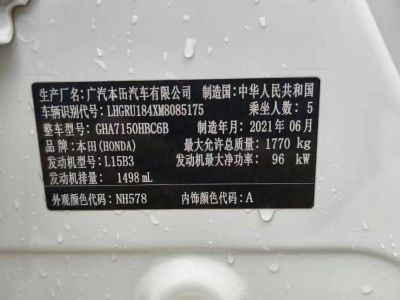 生产厂名:广汽本田汽车有限公司 制造国:中华人民共和国
车辆识别代号:LHGRU184XM8085175 乘坐人数:5
整车型号:GHA7150HBC6B 制造年月:2021年06月
品牌:本田(HONDA) 最大允许总质量:1770 kg
发动机型号:L15B3 发动机最大净功率:96 kW
发动机排量:1498 mL
外观颜色代码:NH578 内饰颜色代码:A